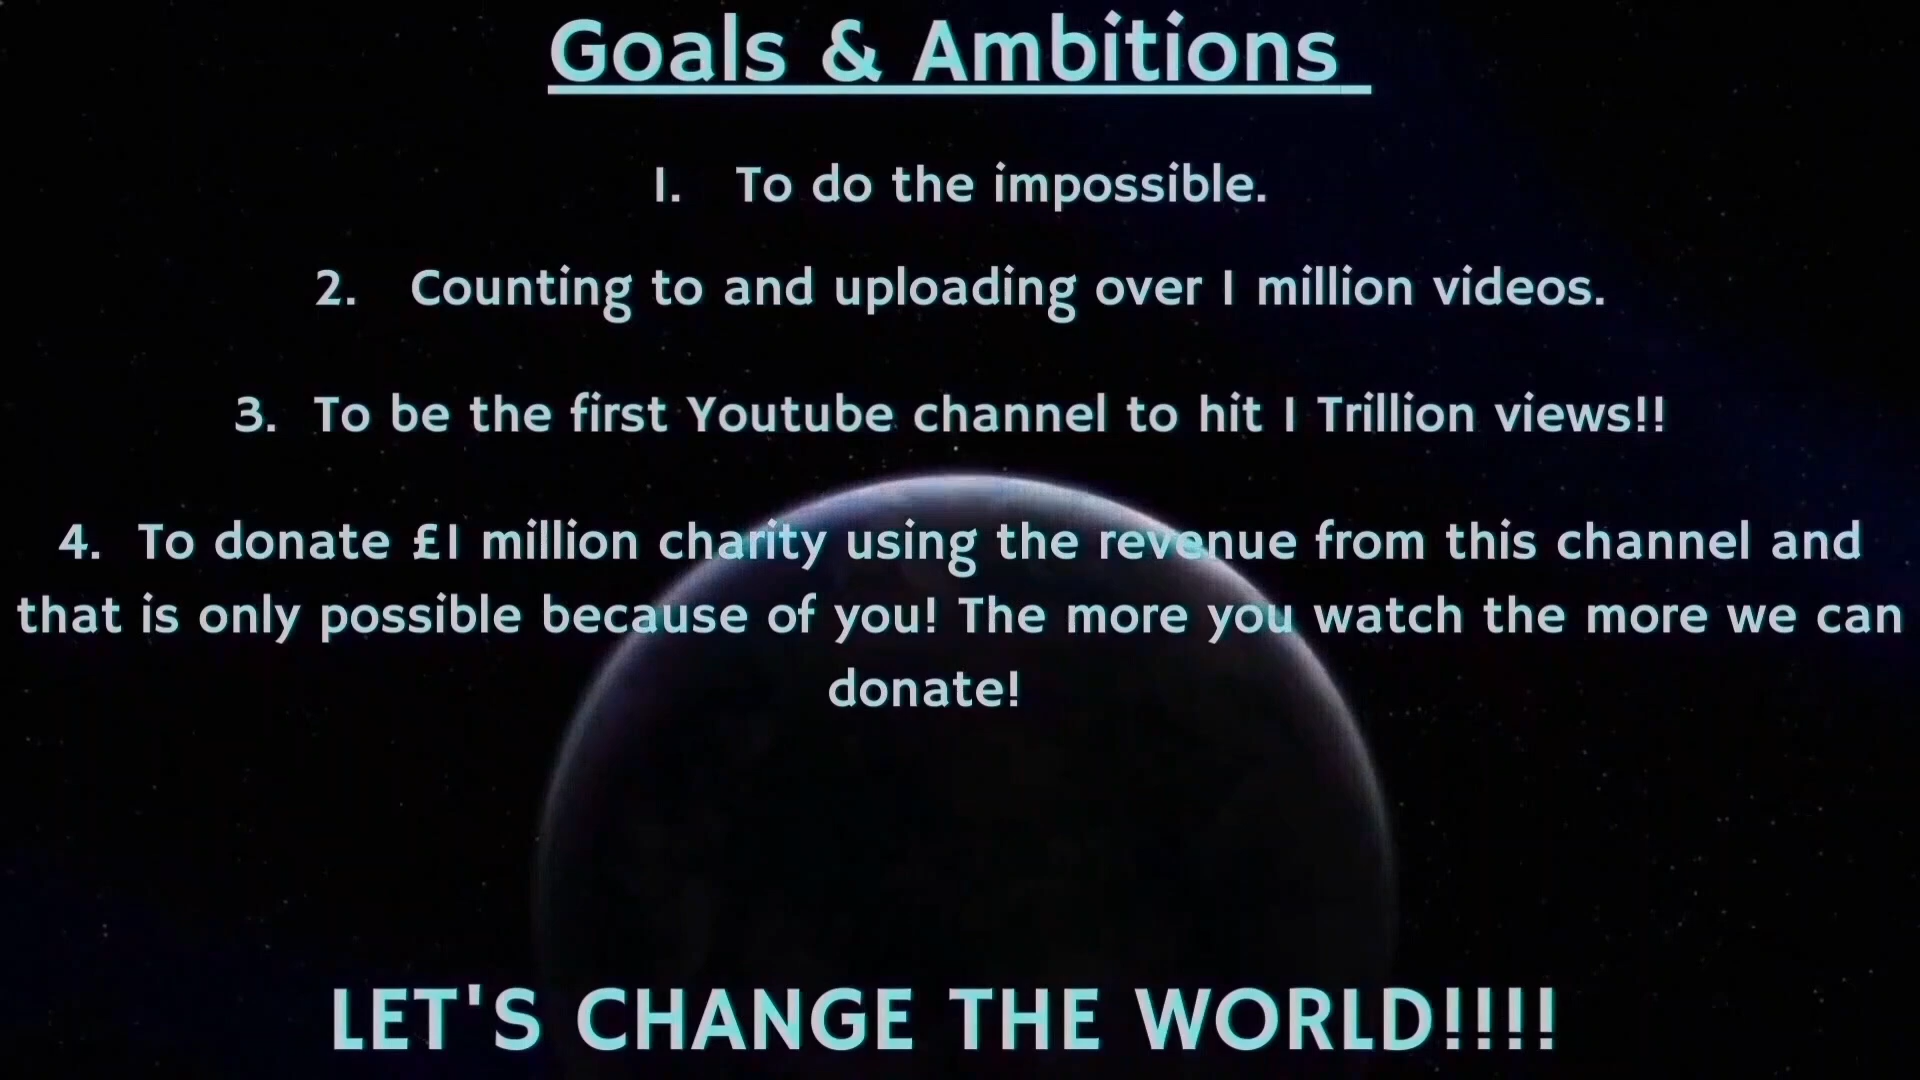 Goals & Ambitions
1. To do the impossible.
2. Counting to and uploading over 1 million videos.
3. To be the first Youtube channel to hit 1 Trillion views!!
4. To donate £1 million charity using the revenue from this channel and
that is only possible because of you! The more you watch the more we can
donate!
LET'S CHANGE THE WORLD!!!!